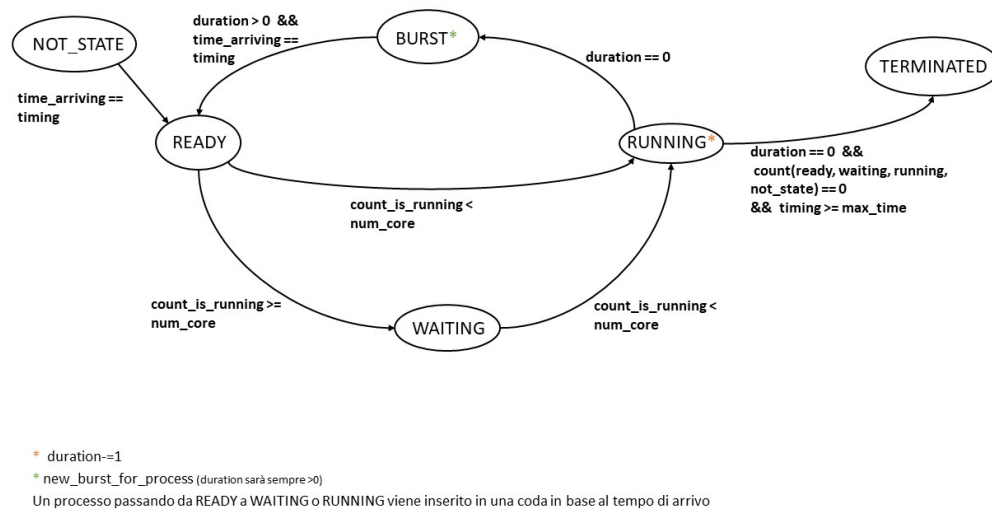 NOT_STATE
time_arriving ==
timing
duration > 0 &&
time_arriving ==
timing
BURST*
duration == 0
TERMINATED
READY
RUNNING*
duration == 0 &&
count(ready, waiting, running,
not_state) == 0
&& timing >= max_time
count_is_running <
num_core
count_is_running >=
num_core
WAITING
count_is_running <
num_core
* duration-=1
* new_burst_for_process (duration sarà sempre >0)
Un processo passando da READY a WAITING o RUNNING viene inserito in una coda in base al tempo di arrivo